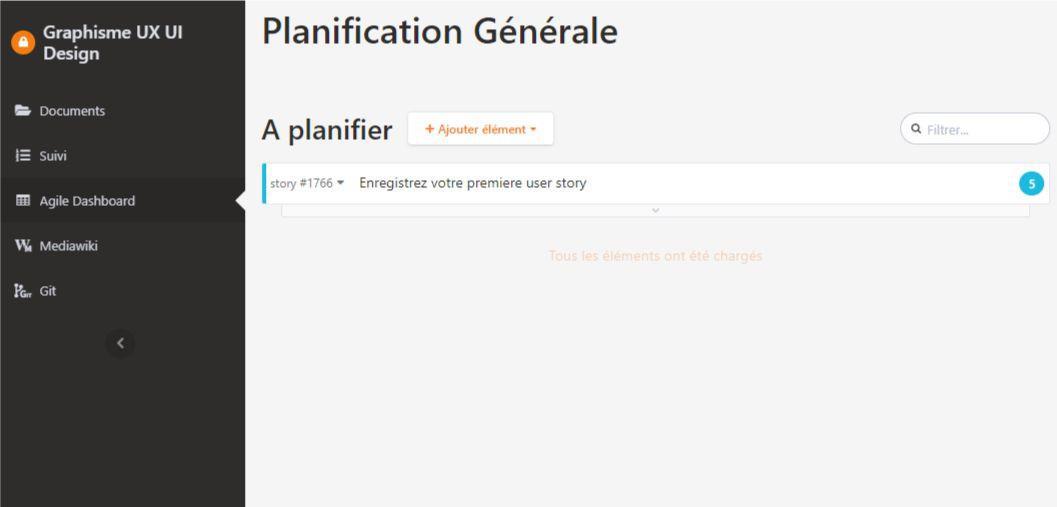 Graphisme UX UI
Design
Documents
Suivi
Agile Dashboard
Mediawiki
Git
Planification Générale
A planifier
+ Ajouter élément
Filtrer...
story #1766 Enregistrez votre premiere user story 5
Tous les éléments ont été chargés